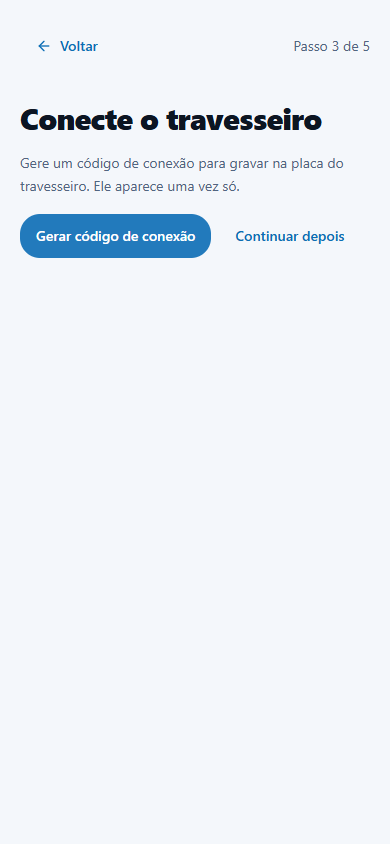 Voltar
Passo 3 de 5
Conecte o travesseiro
Gere um código de conexão para gravar na placa do
travesseiro. Ele aparece uma vez só.
Gerar código de conexão
Continuar depois